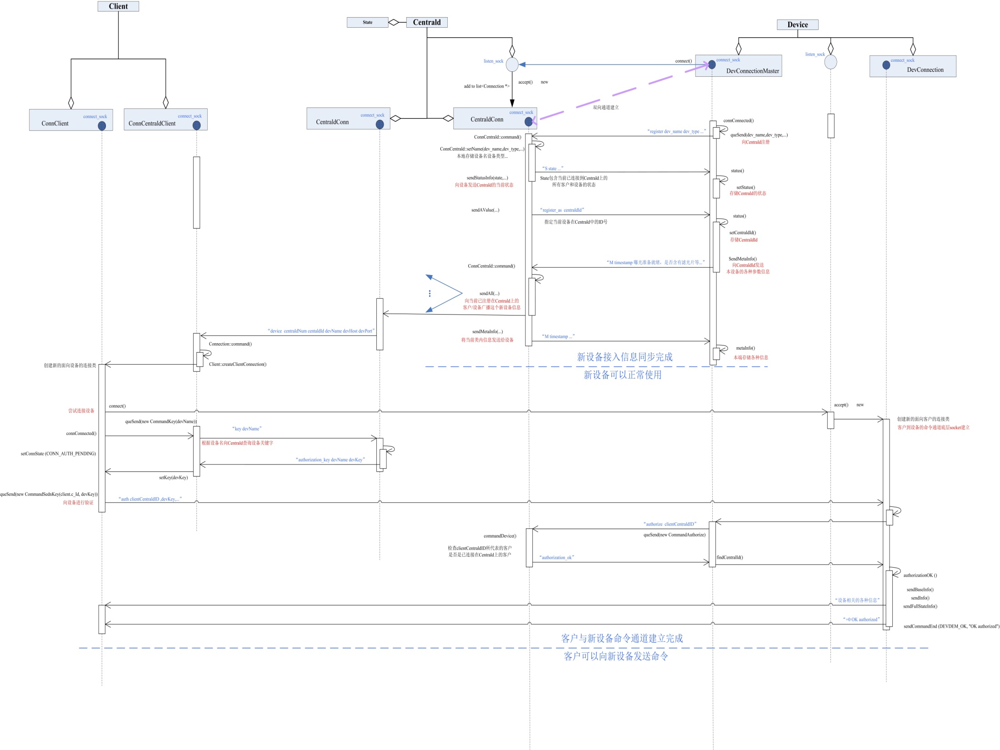 Client
State
Centrald
Device
listen_sock
connect()
connect_sock
DevConnectionMaster
listen_sock
connect_sock
DevConnection
add to list<Connection *>
accept()
new
双向通道建立
connect_sock
ConnClient
connect_sock
ConnCentraldClient
connect_sock
CentraldConn
connect_sock
CentraldConn
connConnected()
“register dev_name dev_type ...”
queSend(dev_name,dev_type,...)
向Centrald注册
ConnCentrald::command()
ConnCentrald::setName(dev_name,dev_type,...)
本地存储设备名设备类型...
“S state ...”
status()
sendStatusInfo(state,...)
向设备发送Centrald的当前状态
State包含当前已连接到Centrald上的
所有客户和设备的状态
setStatus()
存储Centrald的状态
sendAValue(...)
“register_as centraldId”
指定当前设备在Centrald中的ID号
status()
setCentraldId()
存储CentraldId
SendMetaInfo()
向CentraldId发送
本设备的各种参数信息
ConnCentrald::command()
“M timestamp 曝光准备就绪，是否含有滤光片等...”
sendAll(...)
向当前已注册在Centrald上的
客户/设备广播这个新设备信息
“device centraldNum centaldId devName devHost devPort”
sendMetaInfo(...)
将当前类内信息发送给设备
“M timestamp ...”
Connection::command()
metaInfo()
本端存储各种信息
新设备接入信息同步完成
创建新的面向设备的连接类
Client::createClientConnection()
新设备可以正常使用
connect()
尝试连接设备
accept()
new
创建新的面向客户的连接类
客户到设备的命令通道底层socket建立
queSend(new CommandKey(devName))
“key devName”
connConnected()
根据设备名向Centrald查询设备关键字
setConnState (CONN_AUTH_PENDING)
“authorization_key devName devKey”
setKey(devKey)
queSend(new CommandSednKey(client.c_Id, devKey))
向设备进行验证
“auth clientCentraldID ,devKey,...”
“authorize clientCentraldID”
commandDevice()
queSend(new CommandAuthorize)
检查clientCentraldID所代表的客户
是否是已连接在Centrald上的客户
“authorization_ok”
findCentralId()
authorizationOK ()
sendBaseInfo()
“设备相关的各种信息”
sendInfo()
sendFullStateInfo()
“+0 OK authorized”
sendCommandEnd (DEVDEM_OK, "OK authorized")
客户与新设备命令通道建立完成
客户可以向新设备发送命令